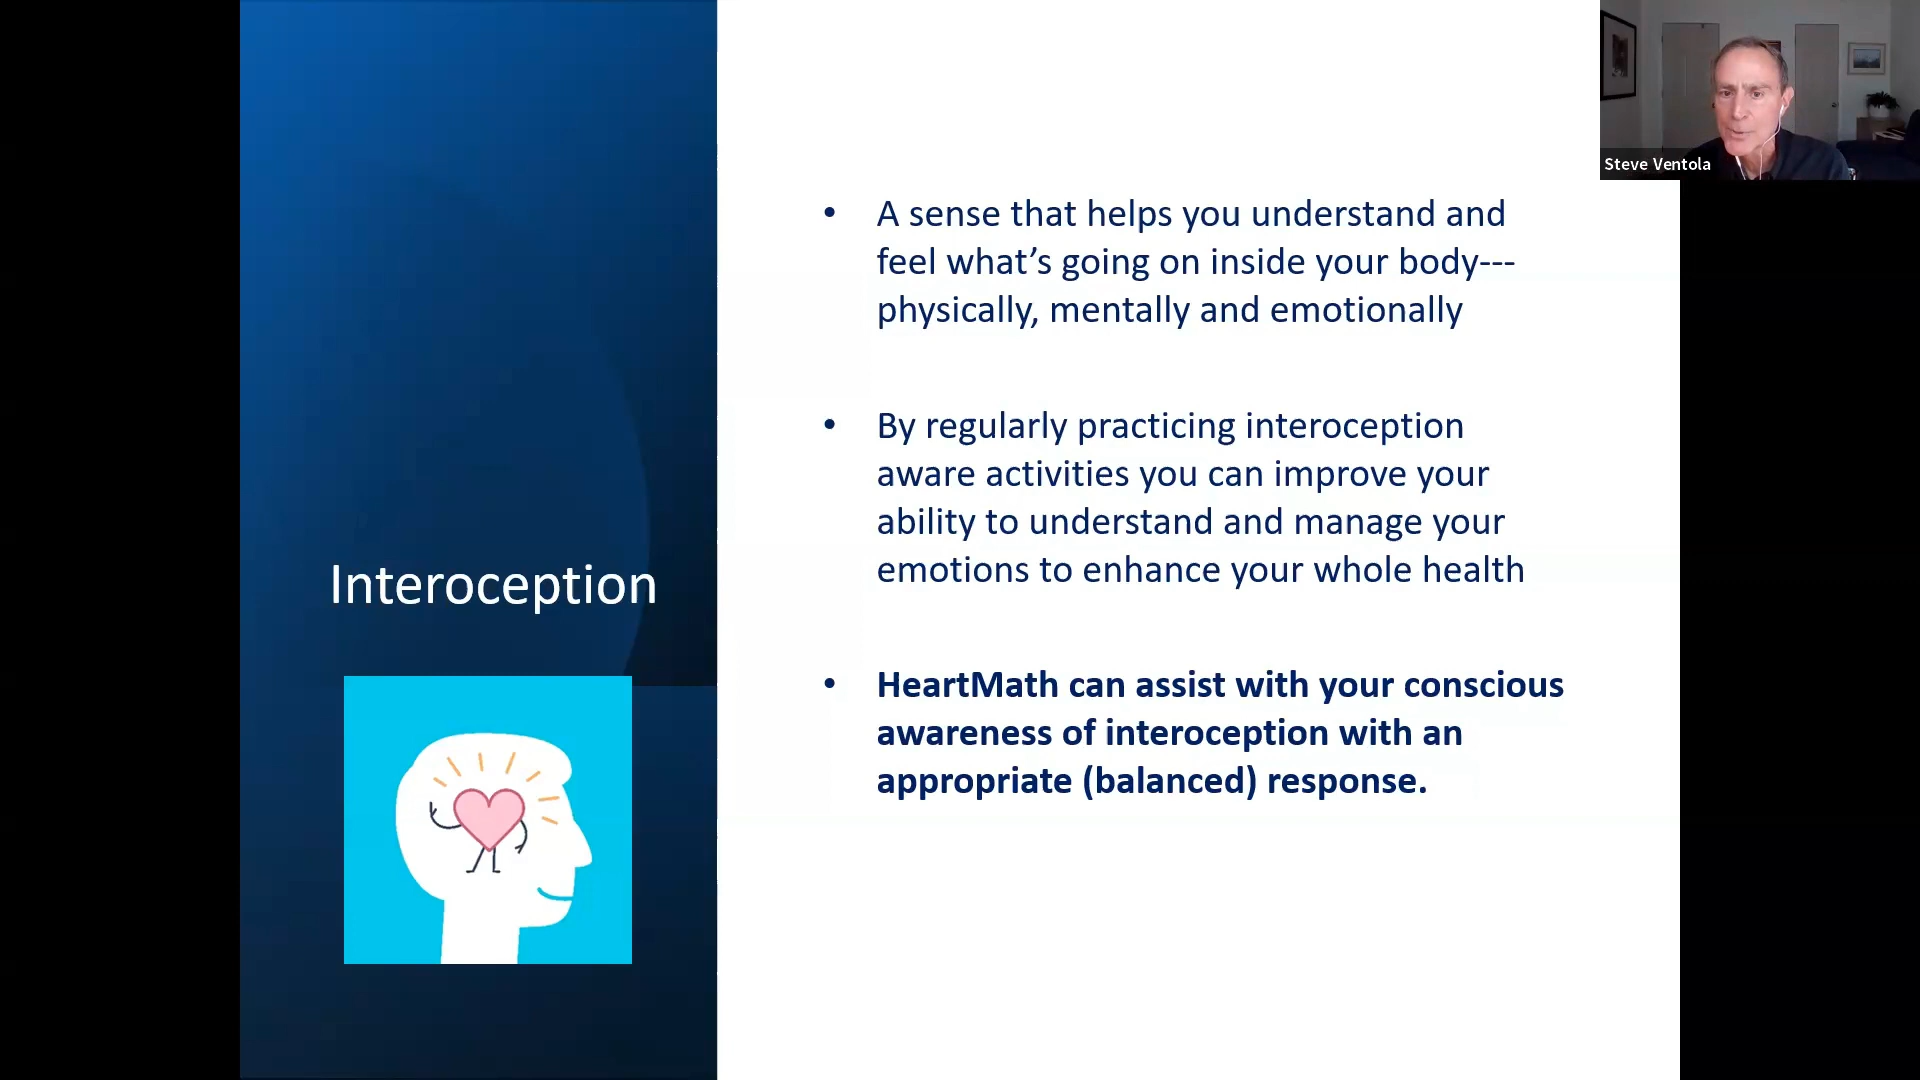 Steve Ventola
Interoception
• A sense that helps you understand and
feel what’s going on inside your body---
physically, mentally and emotionally
• By regularly practicing interoception
aware activities you can improve your
ability to understand and manage your
emotions to enhance your whole health
• HeartMath can assist with your conscious
awareness of interoception with an
appropriate (balanced) response.